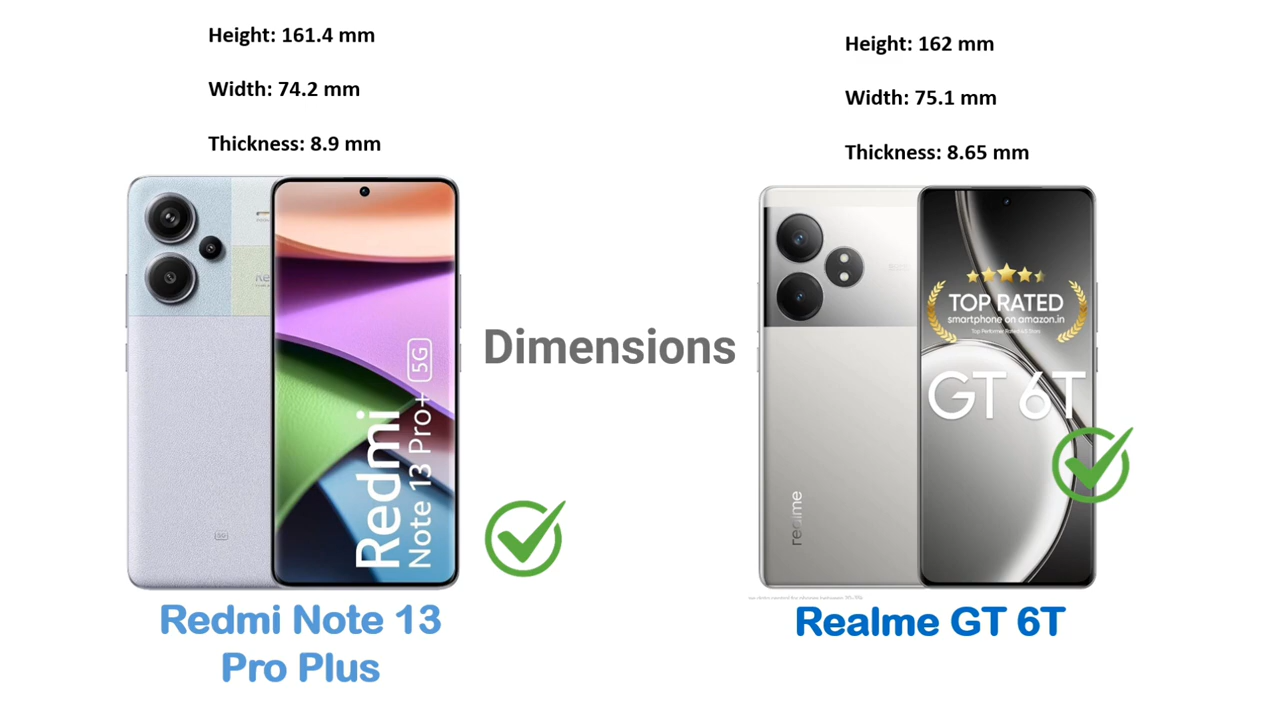 Height: 161.4 mm
Width: 74.2 mm
Thickness: 8.9 mm
Redmi
Note 13 Pro+ 5G
Redmi Note 13
Pro Plus
Dimensions
Height: 162 mm
Width: 75.1 mm
Thickness: 8.65 mm
TOP RATED
smartphone on amazon.in
GT 6T
realme
Realme GT 6T